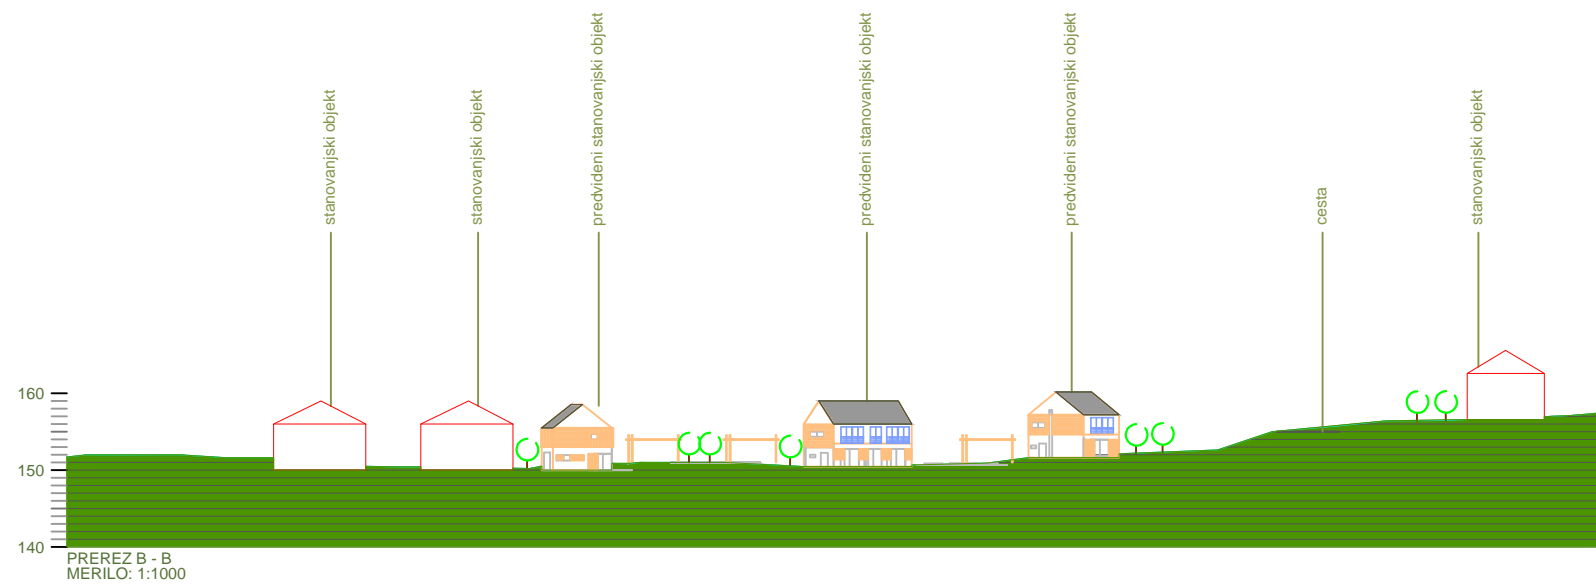 stanovanjski objekt
stanovanjski objekt
predvideni stanovanjski objekt
predvideni stanovanjski objekt
predvideni stanovanjski objekt
cesta
stanovanjski objekt
160
150
140
PREREZ B - B
MERILO: 1:1000